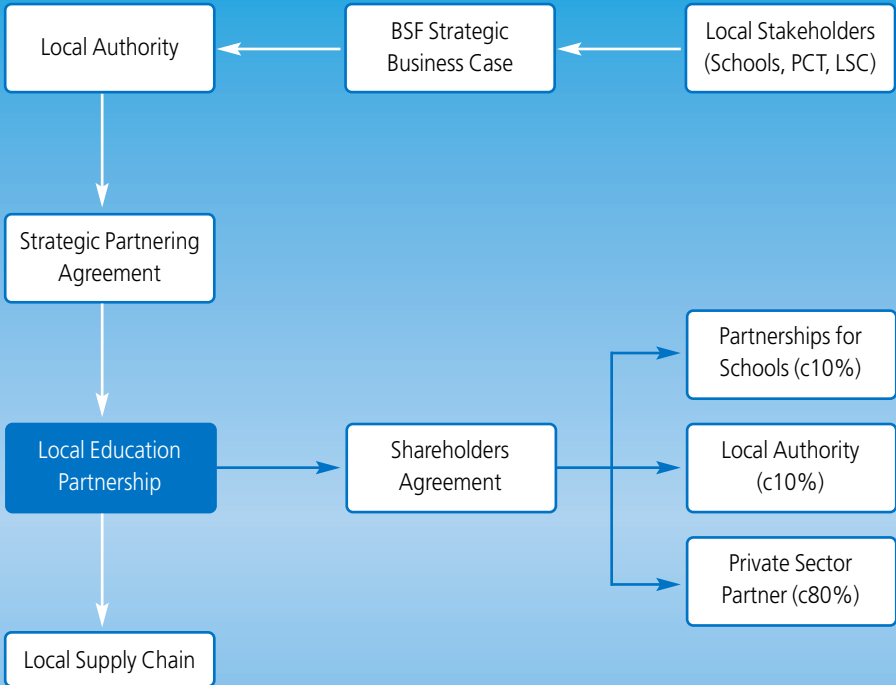 Local Authority
BSF Strategic
Business Case
Local Stakeholders
(Schools, PCT, LSC)
Strategic Partnering
Agreement
Partnerships for
Schools (c10%)
Local Education
Partnership
Shareholders
Agreement
Local Authority
(c10%)
Private Sector
Partner (c80%)
Local Supply Chain